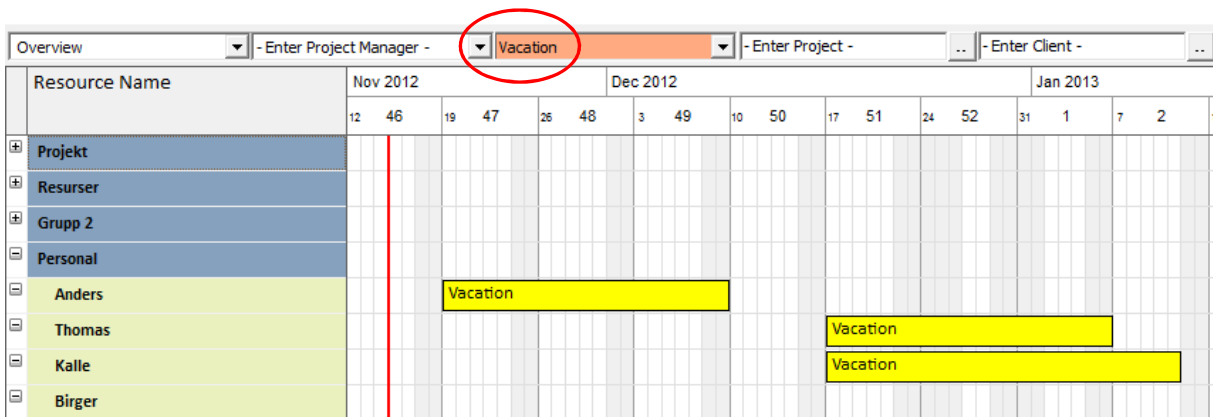 Overview - Enter Project Manager - Vacation - Enter Project - .. - Enter Client - ..
Resource Name Nov 2012 Dec 2012 Jan 2013
12 46 19 47 26 48 3 49 10 50 17 51 24 52 31 1 7 2
Projekt
Resurser
Grupp 2
Personal
Anders Vacation
Thomas Vacation
Kalle Vacation
Birger